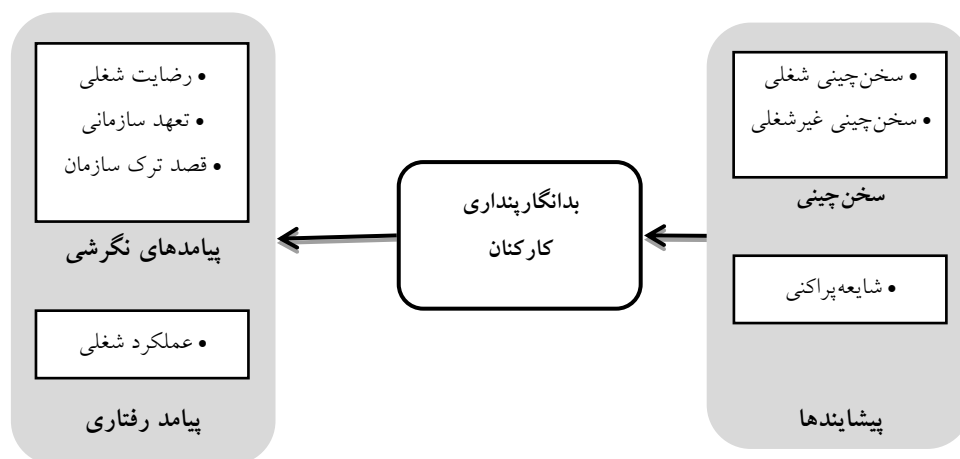 • سخن‌چینی شغلی
• سخن‌چینی غیرشغلی
سخن‌چینی
• شایعه‌پراکنی
پیشایندها
بدانگارپنداری
کارکنان
• رضایت شغلی
• تعهد سازمانی
• قصد ترک سازمان
پیامدهای نگرشی
• عملکرد شغلی
پیامد رفتاری